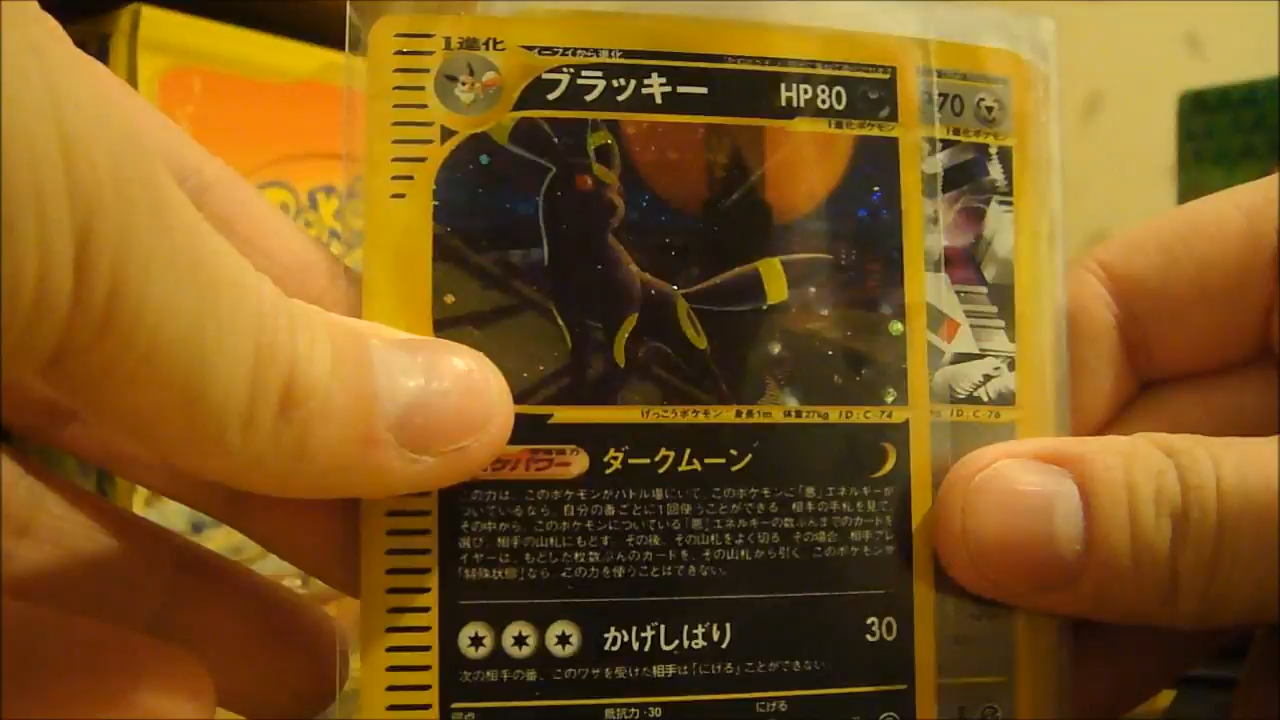 1進化
イーブイから進化
ブラッキー HP80
70
1進化ポケモン
1進化ポケモン
げっこうポケモン 身長1m 体重27kg ID:C-74
ID:C-76
ケパワー ダークムーン
この力は、このポケモンがバトル場にいて、このポケモンに「悪」エネルギーが
ついているなら、自分の番ごとに1回使うことができる。相手の手札を見て、
その中から、このポケモンについている「悪」エネルギーの数ぶんまでのカードを
選び、相手の山札にもどす。その後、その山札をよく切る。その場合、相手プレ
イヤーは、もどした枚数ぶんのカードを、その山札から引く。このポケモンが
「特殊状態」なら、この力を使うことはできない。
かげしばり 30
次の相手の番、このワザを受けた相手は「にげる」ことができない。
弱点 抵抗力・30 にげる